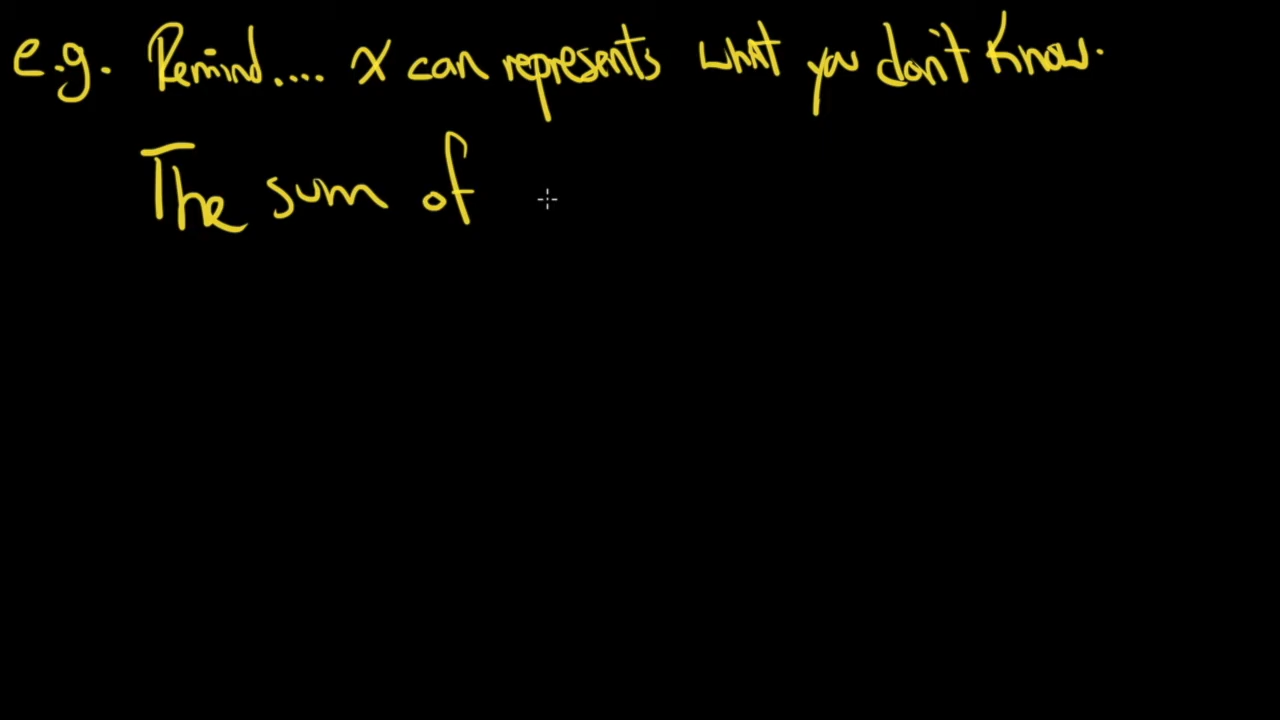 e.g. Remind.... x can represents what you don't know.
The sum of